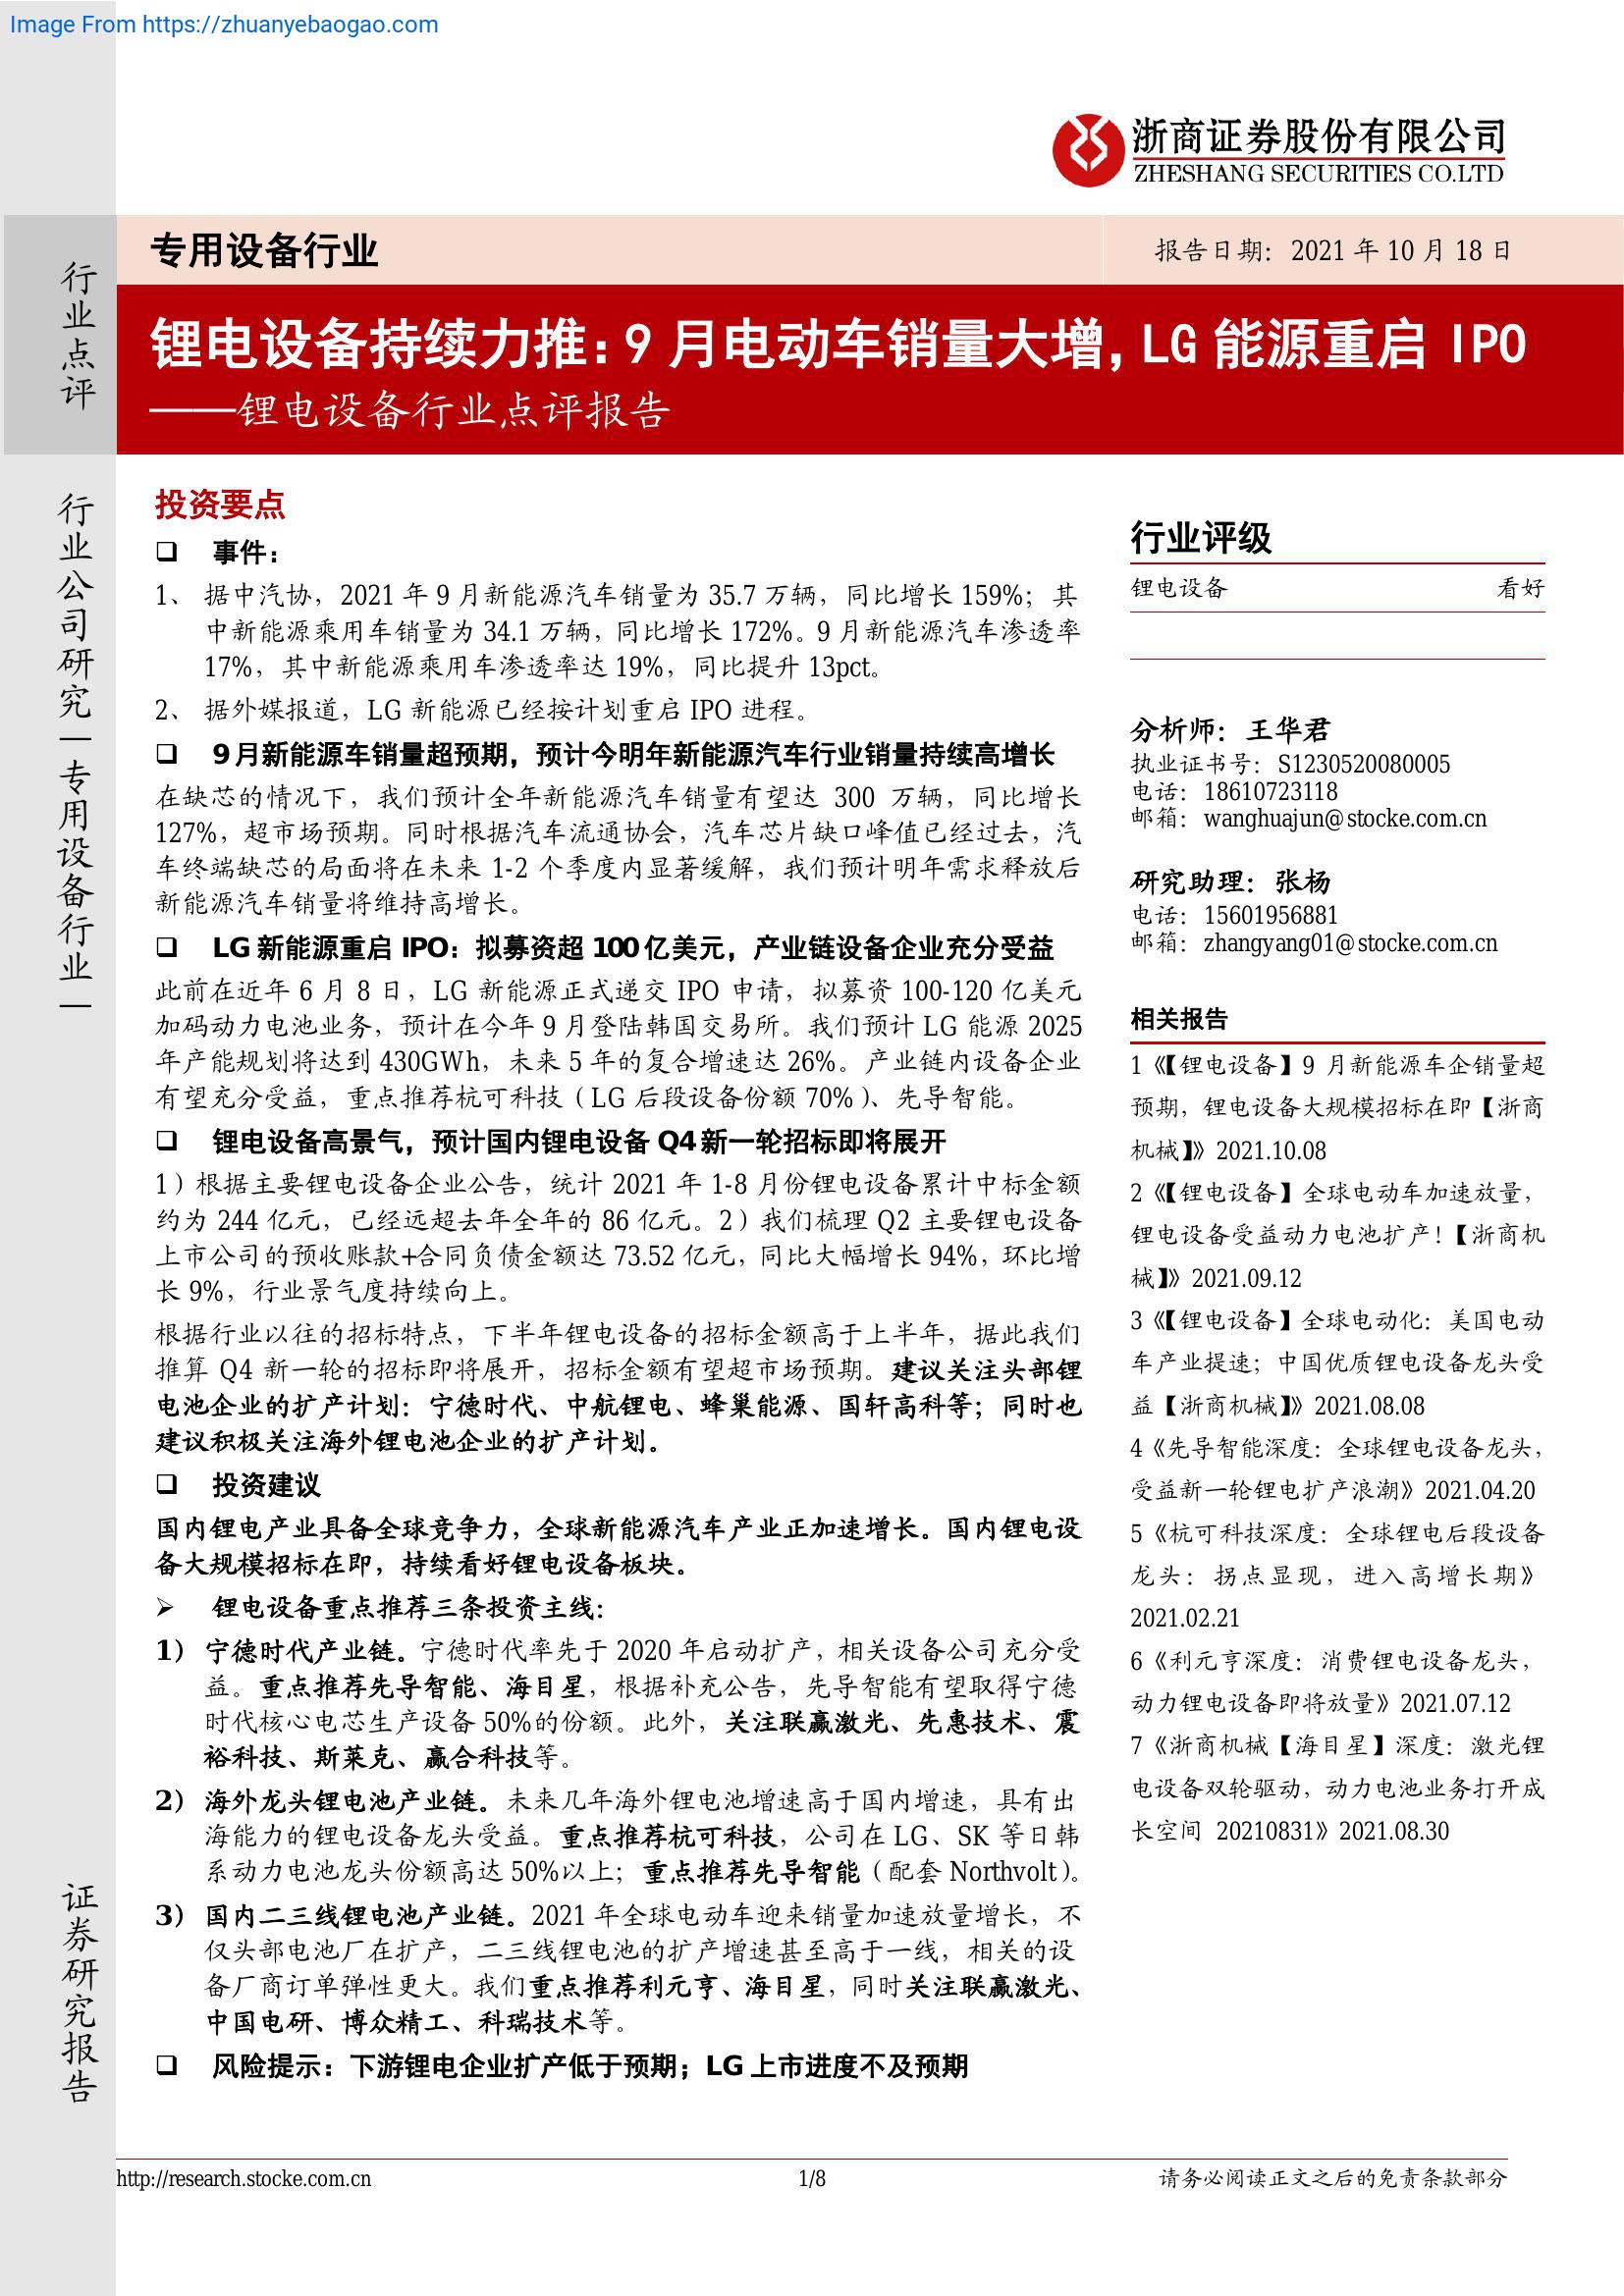 Image From https://zhuanyebaogao.com
浙商证券股份有限公司
ZHESHANG SECURITIES CO.LTD
专用设备行业
报告日期：2021 年 10 月 18 日
锂电设备持续力推：9 月电动车销量大增，LG 能源重启 IPO
——锂电设备行业点评报告
行业点评
行业公司研究｜专用设备行业｜
证券研究报告
投资要点
❑ 事件：
1、 据中汽协，2021 年 9 月新能源汽车销量为 35.7 万辆，同比增长 159%；其
中新能源乘用车销量为 34.1 万辆，同比增长 172%。9 月新能源汽车渗透率
17%，其中新能源乘用车渗透率达 19%，同比提升 13pct。
2、 据外媒报道，LG 新能源已经按计划重启 IPO 进程。
❑ 9 月新能源车销量超预期，预计今明年新能源汽车行业销量持续高增长
在缺芯的情况下，我们预计全年新能源汽车销量有望达 300 万辆，同比增长
127%，超市场预期。同时根据汽车流通协会，汽车芯片缺口峰值已经过去，汽
车终端缺芯的局面将在未来 1-2 个季度内显著缓解，我们预计明年需求释放后
新能源汽车销量将维持高增长。
❑ LG 新能源重启 IPO：拟募资超 100 亿美元，产业链设备企业充分受益
此前在近年 6 月 8 日，LG 新能源正式递交 IPO 申请，拟募资 100-120 亿美元
加码动力电池业务，预计在今年 9 月登陆韩国交易所。我们预计 LG 能源 2025
年产能规划将达到 430GWh，未来 5 年的复合增速达 26%。产业链内设备企业
有望充分受益，重点推荐杭可科技（LG 后段设备份额 70%）、先导智能。
❑ 锂电设备高景气，预计国内锂电设备 Q4 新一轮招标即将展开
1）根据主要锂电设备企业公告，统计 2021 年 1-8 月份锂电设备累计中标金额
约为 244 亿元，已经远超去年全年的 86 亿元。2）我们梳理 Q2 主要锂电设备
上市公司的预收账款+合同负债金额达 73.52 亿元，同比大幅增长 94%，环比增
长 9%，行业景气度持续向上。
根据行业以往的招标特点，下半年锂电设备的招标金额高于上半年，据此我们
推算 Q4 新一轮的招标即将展开，招标金额有望超市场预期。建议关注头部锂
电池企业的扩产计划：宁德时代、中航锂电、蜂巢能源、国轩高科等；同时也
建议积极关注海外锂电池企业的扩产计划。
❑ 投资建议
国内锂电产业具备全球竞争力，全球新能源汽车产业正加速增长。国内锂电设
备大规模招标在即，持续看好锂电设备板块。
➢ 锂电设备重点推荐三条投资主线：
1） 宁德时代产业链。宁德时代率先于 2020 年启动扩产，相关设备公司充分受
益。重点推荐先导智能、海目星，根据补充公告，先导智能有望取得宁德
时代核心电芯生产设备 50%的份额。此外，关注联赢激光、先惠技术、震
裕科技、斯莱克、赢合科技等。
2） 海外龙头锂电池产业链。未来几年海外锂电池增速高于国内增速，具有出
海能力的锂电设备龙头受益。重点推荐杭可科技，公司在 LG、SK 等日韩
系动力电池龙头份额高达 50%以上；重点推荐先导智能（配套 Northvolt）。
3） 国内二三线锂电池产业链。2021 年全球电动车迎来销量加速放量增长，不
仅头部电池厂在扩产，二三线锂电池的扩产增速甚至高于一线，相关的设
备厂商订单弹性更大。我们重点推荐利元亨、海目星，同时关注联赢激光、
中国电研、博众精工、科瑞技术等。
❑ 风险提示：下游锂电企业扩产低于预期；LG 上市进度不及预期
行业评级
锂电设备 看好
分析师：王华君
执业证书号：S1230520080005
电话：18610723118
邮箱：wanghuajun@stocke.com.cn
研究助理：张杨
电话：15601956881
邮箱：zhangyang01@stocke.com.cn
相关报告
1《【锂电设备】9 月新能源车企销量超
预期，锂电设备大规模招标在即【浙商
机械】》2021.10.08
2《【锂电设备】全球电动车加速放量，
锂电设备受益动力电池扩产！【浙商机
械】》2021.09.12
3《【锂电设备】全球电动化：美国电动
车产业提速；中国优质锂电设备龙头受
益【浙商机械】》2021.08.08
4《先导智能深度：全球锂电设备龙头，
受益新一轮锂电扩产浪潮》2021.04.20
5《杭可科技深度：全球锂电后段设备
龙头：拐点显现，进入高增长期》
2021.02.21
6《利元亨深度：消费锂电设备龙头，
动力锂电设备即将放量》2021.07.12
7《浙商机械【海目星】深度：激光锂
电设备双轮驱动，动力电池业务打开成
长空间 20210831》2021.08.30
http://research.stocke.com.cn
1/8
请务必阅读正文之后的免责条款部分